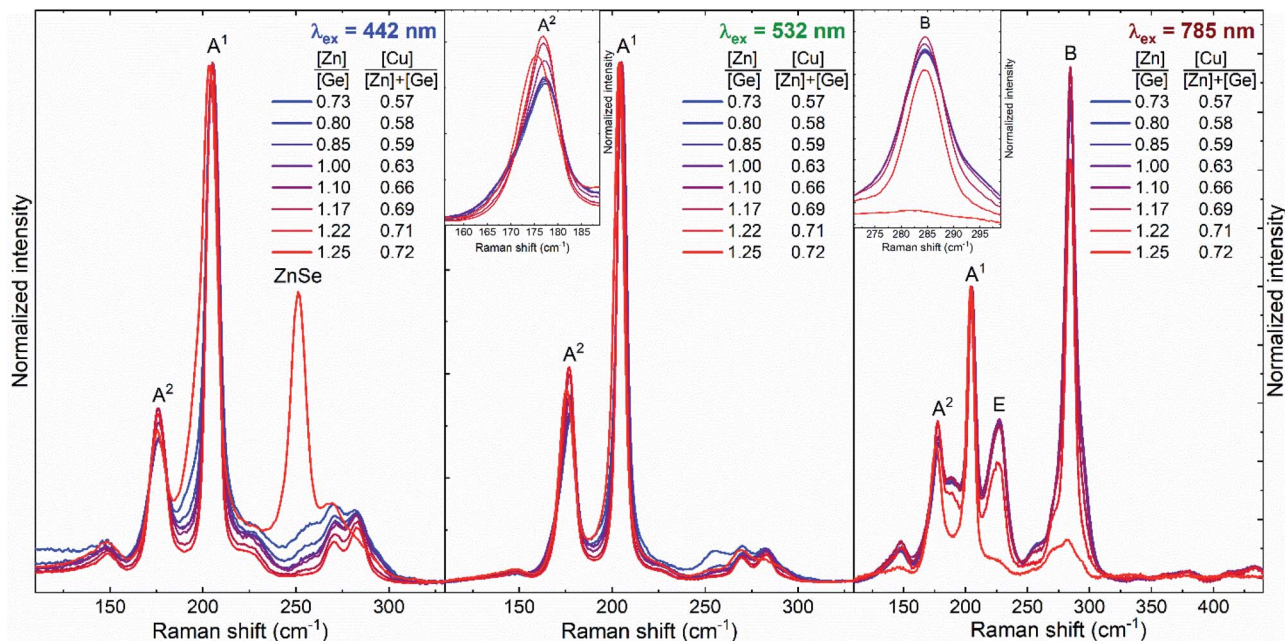 λex = 442 nm
A¹
[Zn] [Cu]
[Ge] [Zn]+[Ge]
0.73 0.57
0.80 0.58
0.85 0.59
1.00 0.63
1.10 0.66
1.17 0.69
1.22 0.71
1.25 0.72
ZnSe
A²
Normalized intensity
150 200 250 300
Raman shift (cm⁻¹)
A²
Normalized intensity
160 165 170 175 180 185
Raman shift (cm⁻¹)
λex = 532 nm
A¹
[Zn] [Cu]
[Ge] [Zn]+[Ge]
0.73 0.57
0.80 0.58
0.85 0.59
1.00 0.63
1.10 0.66
1.17 0.69
1.22 0.71
1.25 0.72
A²
150 200 250 300
Raman shift (cm⁻¹)
B
Normalized intensity
275 280 285 290 295
Raman shift (cm⁻¹)
λex = 785 nm
B
[Zn] [Cu]
[Ge] [Zn]+[Ge]
0.73 0.57
0.80 0.58
0.85 0.59
1.00 0.63
1.10 0.66
1.17 0.69
1.22 0.71
1.25 0.72
A¹
A²
E
Normalized intensity
150 200 250 300 350 400
Raman shift (cm⁻¹)